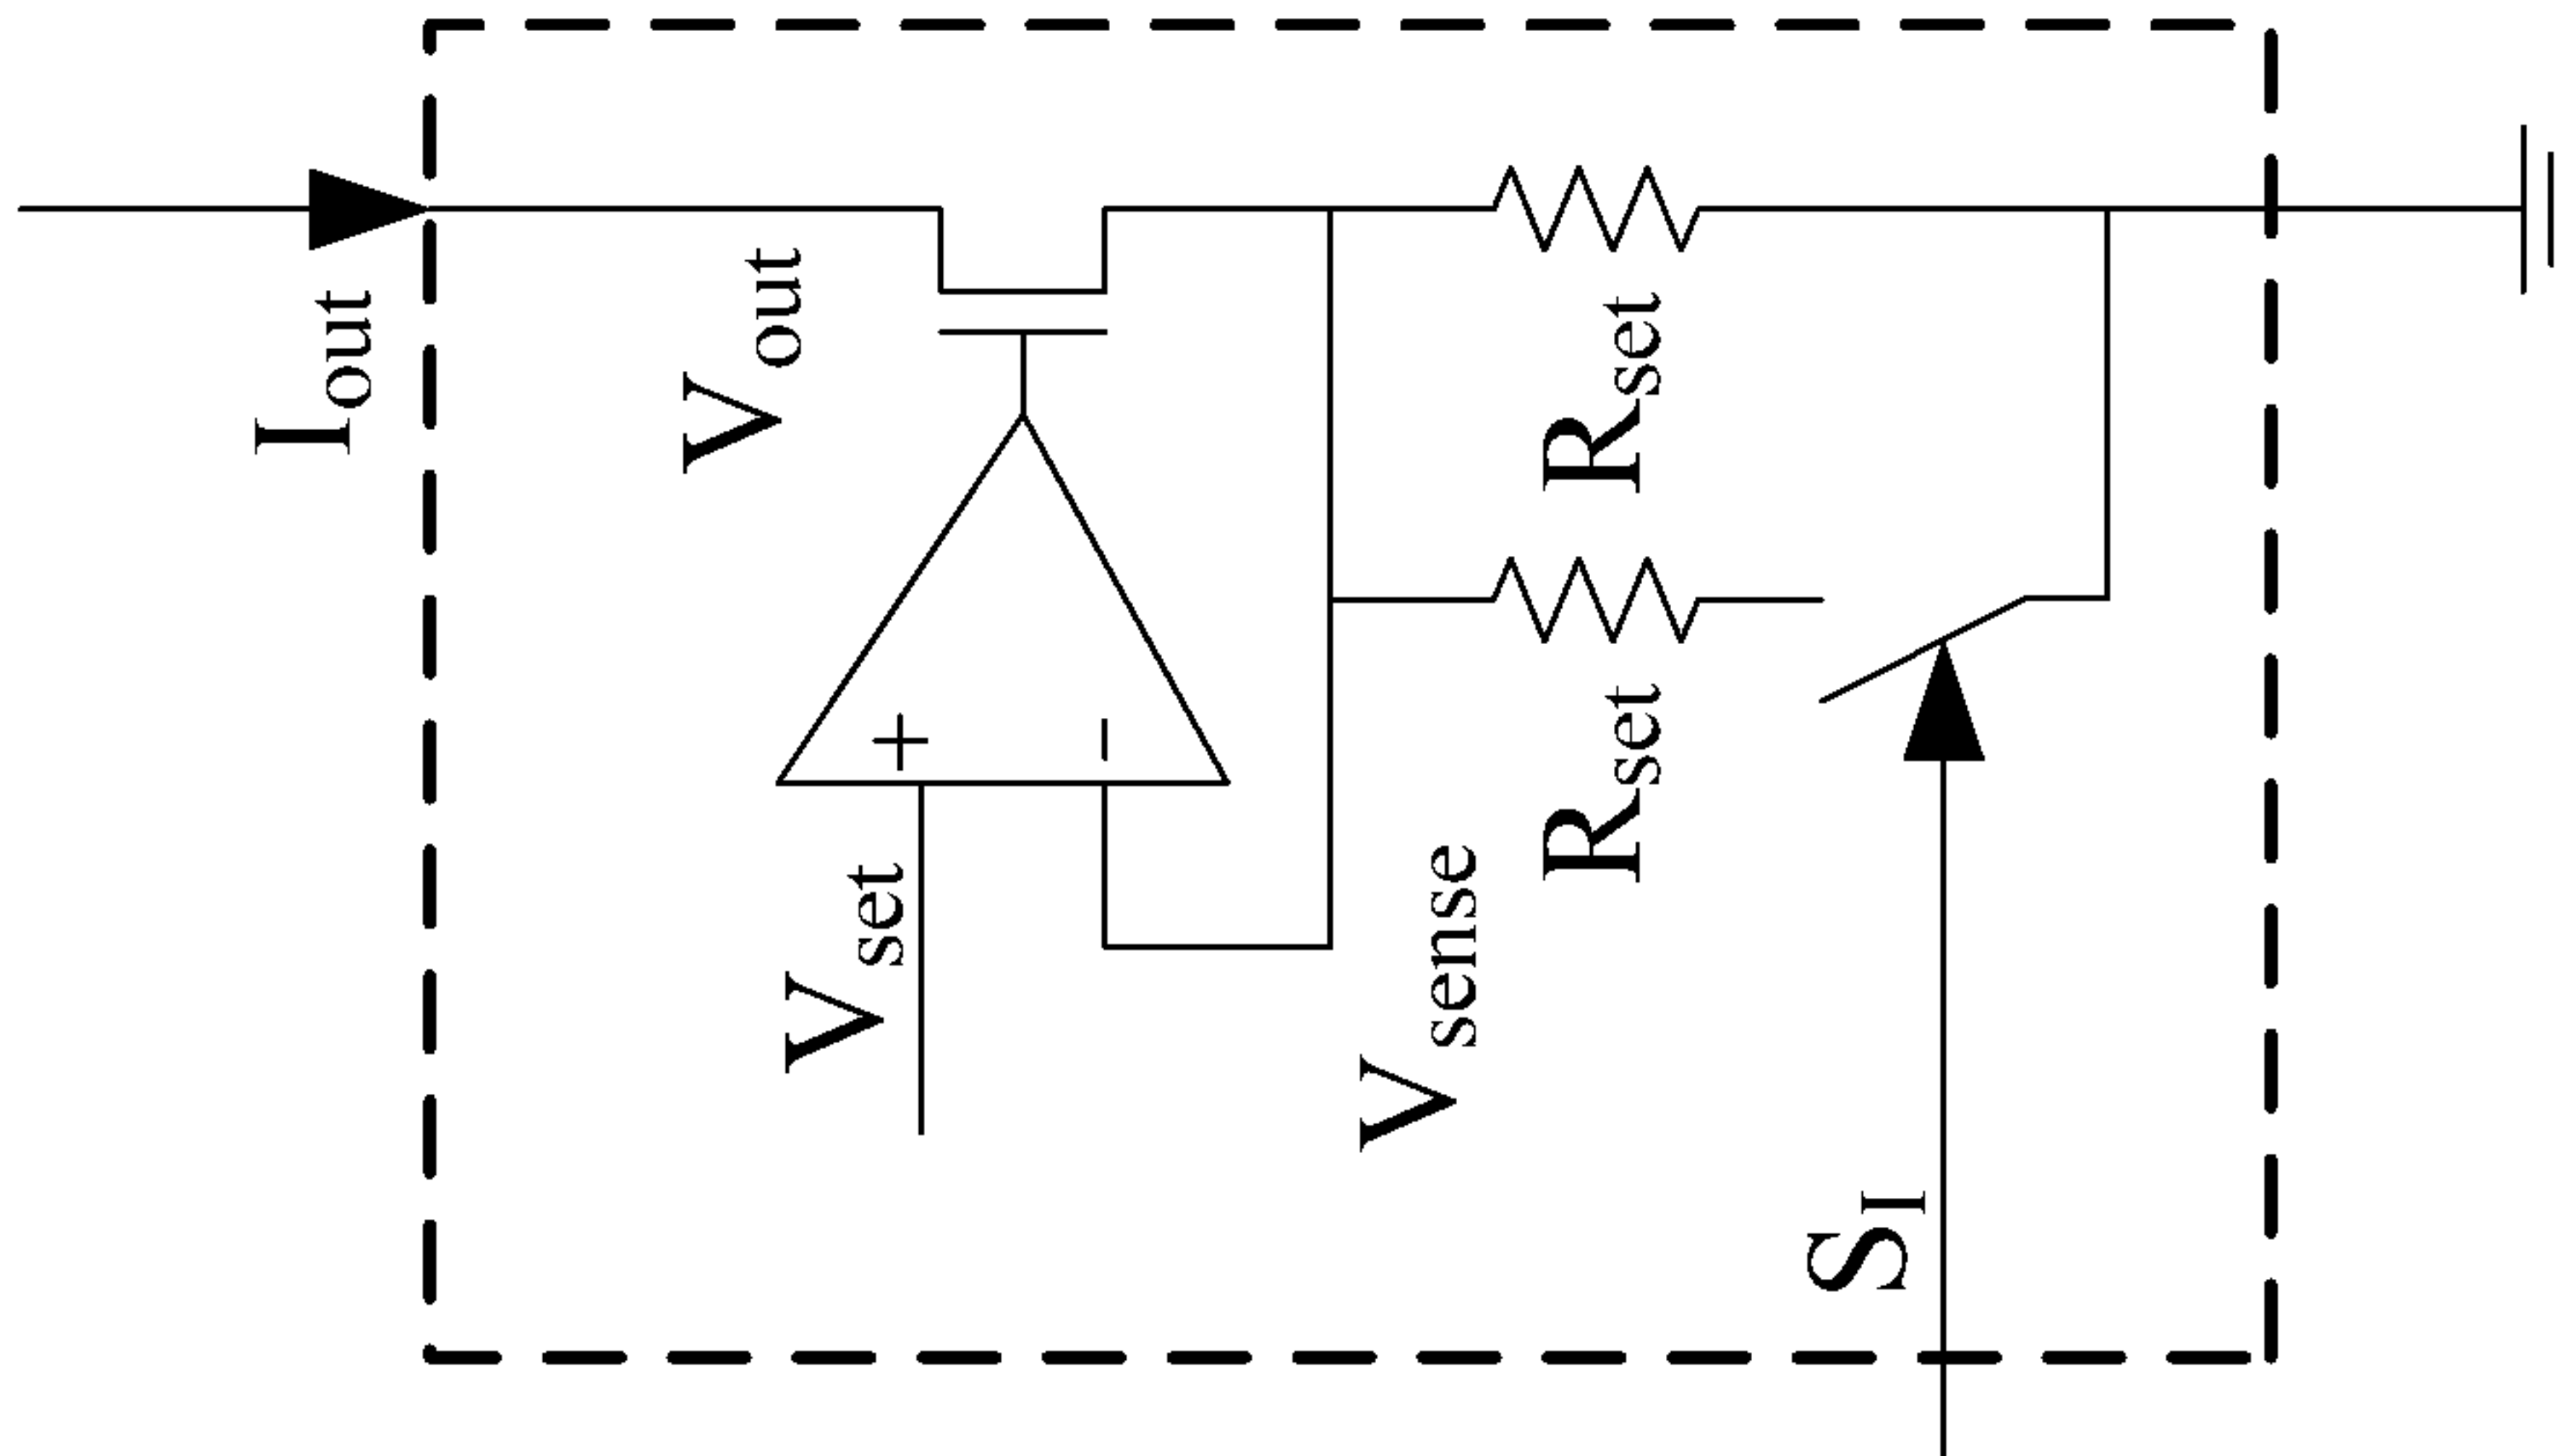 I_out
V_out
R_set
R_set
+
-
V_set
V_sense
S_I